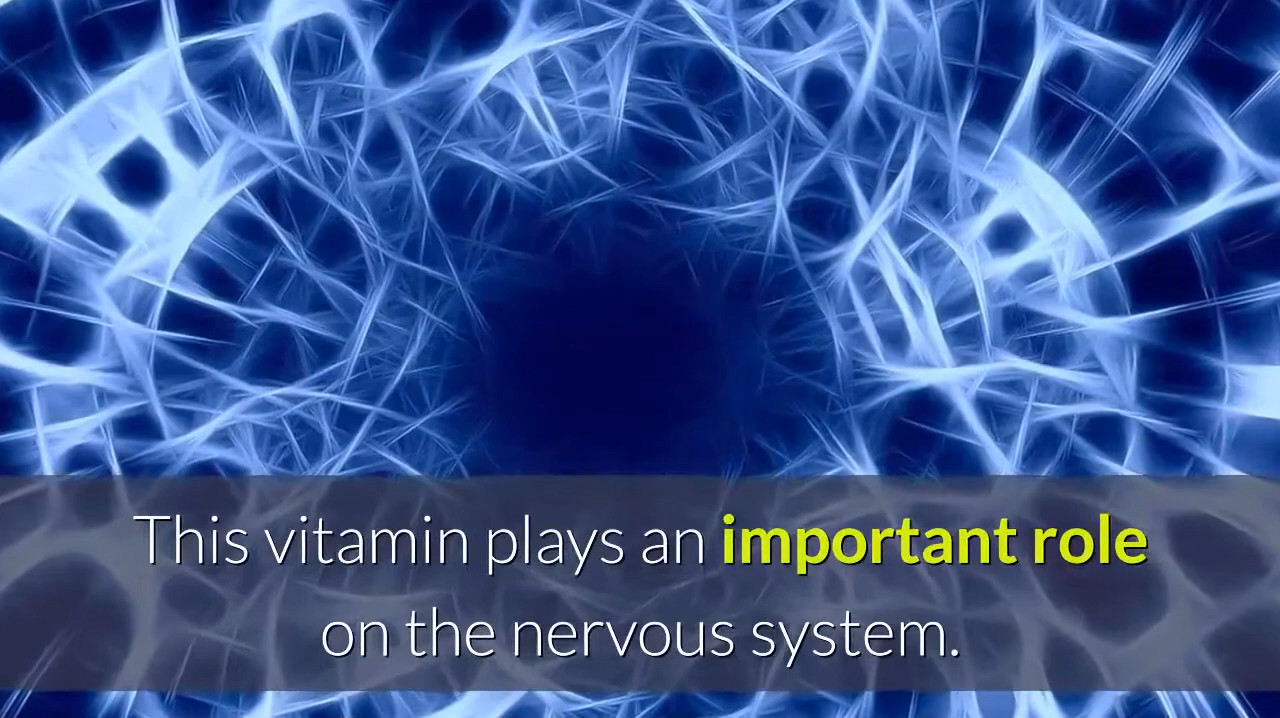 This vitamin plays an important role
on the nervous system.